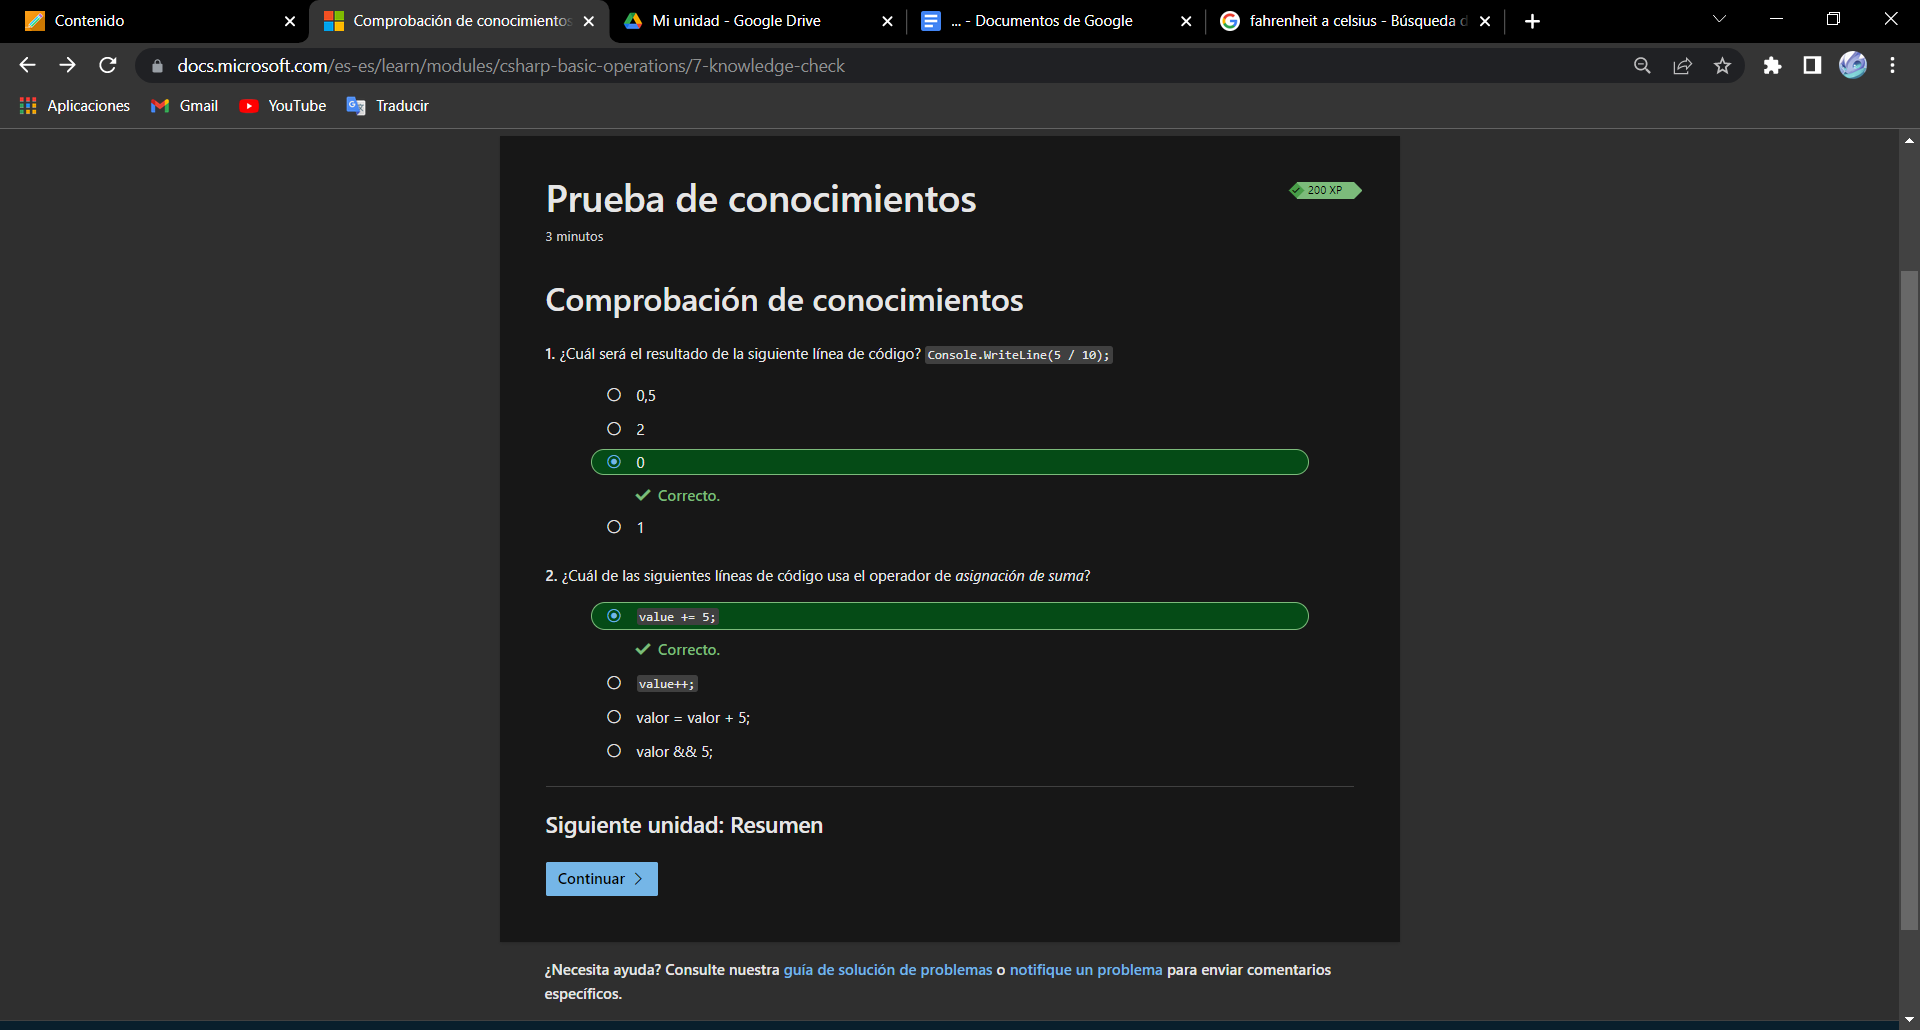 Contenido
Comprobación de conocimientos
Mi unidad - Google Drive
... - Documentos de Google
fahrenheit a celsius - Búsqueda d
docs.microsoft.com/es-es/learn/modules/csharp-basic-operations/7-knowledge-check
Aplicaciones
Gmail
YouTube
Traducir
Prueba de conocimientos
200 XP
3 minutos
Comprobación de conocimientos
1. ¿Cuál será el resultado de la siguiente línea de código? Console.WriteLine(5 / 10);
0,5
2
0
Correcto.
1
2. ¿Cuál de las siguientes líneas de código usa el operador de asignación de suma?
value += 5;
Correcto.
value++;
valor = valor + 5;
valor && 5;
Siguiente unidad: Resumen
Continuar
¿Necesita ayuda? Consulte nuestra guía de solución de problemas o notifique un problema para enviar comentarios
específicos.